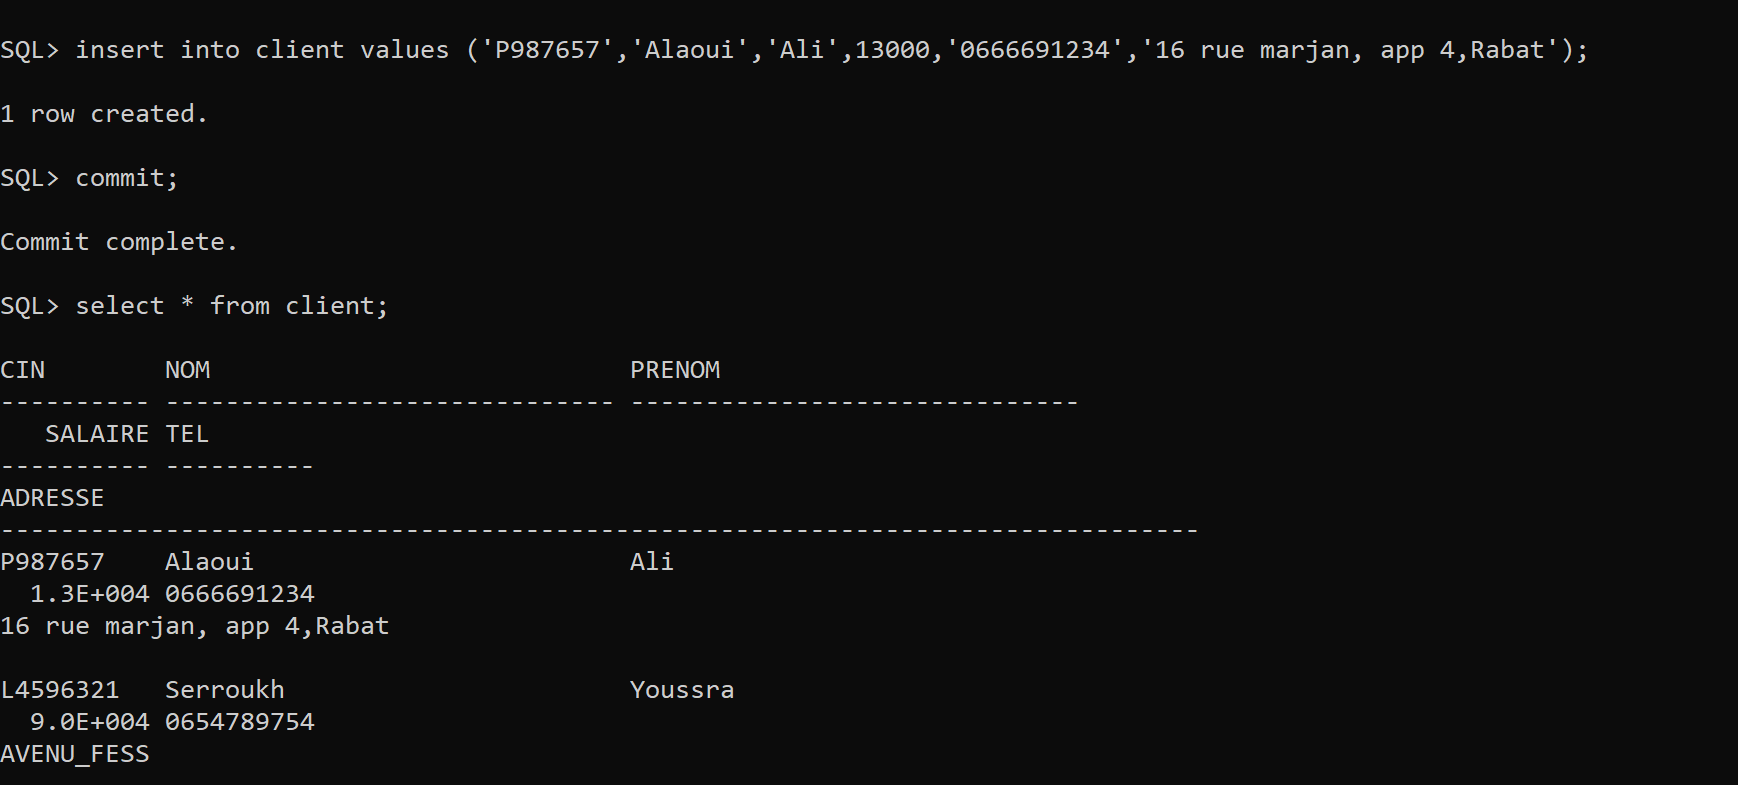 SQL> insert into client values ('P987657','Alaoui','Ali',13000,'0666691234','16 rue marjan, app 4,Rabat');
1 row created.
SQL> commit;
Commit complete.
SQL> select * from client;
CIN        NOM                            PRENOM
---------- ------------------------------ ------------------------------
   SALAIRE TEL
---------- ----------
ADRESSE
--------------------------------------------------------------------------------
P987657    Alaoui                         Ali
  1.3E+004 0666691234
16 rue marjan, app 4,Rabat
L4596321   Serroukh                       Youssra
  9.0E+004 0654789754
AVENU_FESS